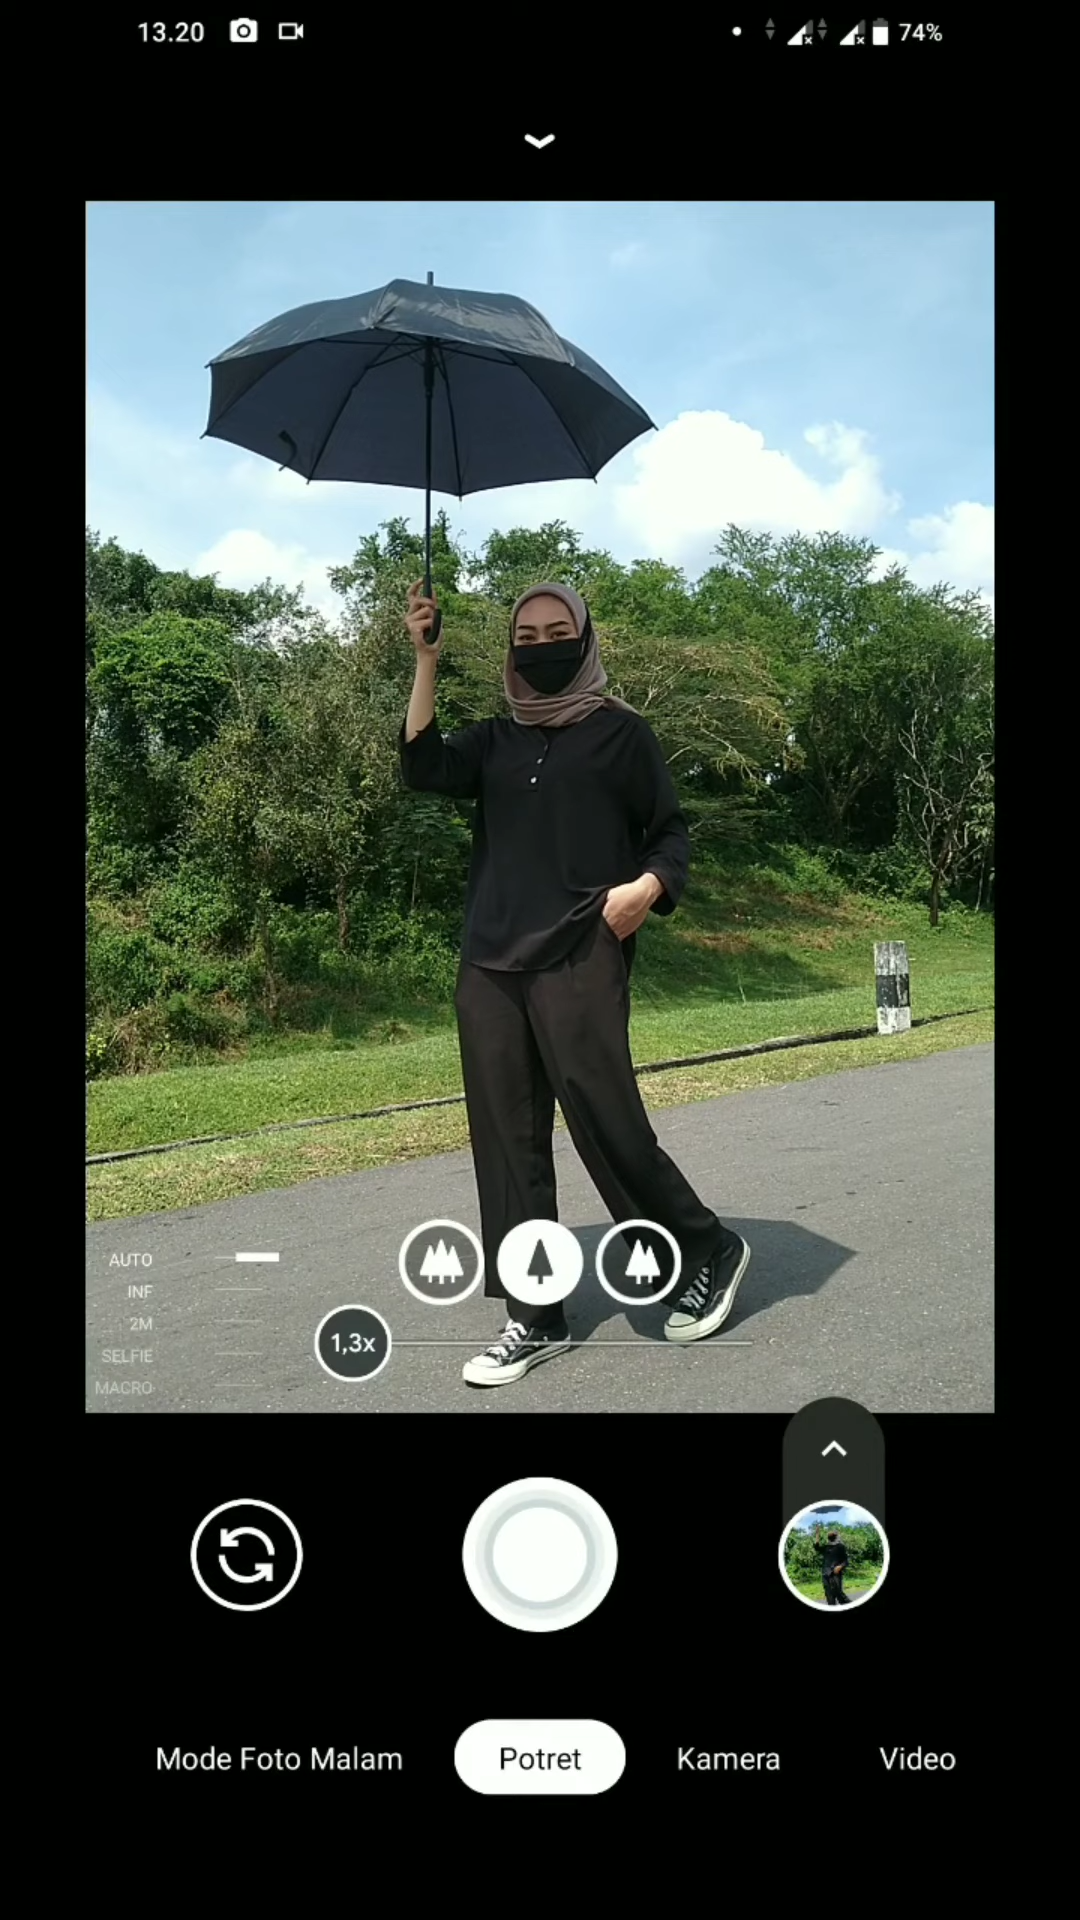 13.20
74%
AUTO
INF
2M
SELFIE
MACRO
1,3x
Mode Foto Malam
Potret
Kamera
Video